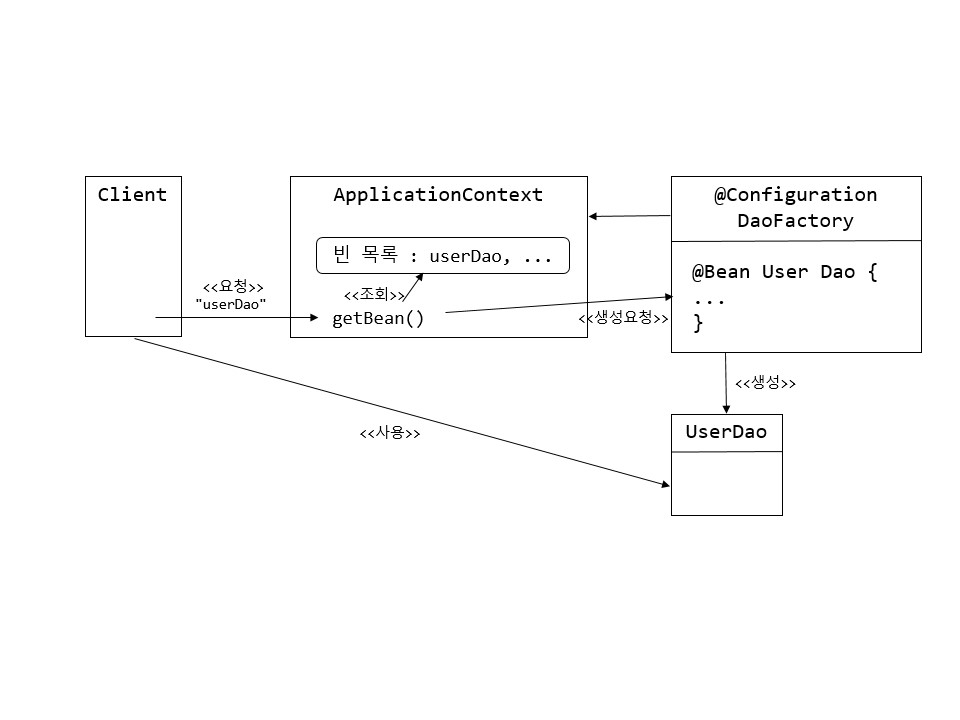 Client
ApplicationContext
@Configuration
DaoFactory
빈 목록 : userDao, ...
@Bean User Dao {
...
}
<<요청>>
"userDao"
<<조회>>
getBean()
<<생성요청>>
<<생성>>
UserDao
<<사용>>